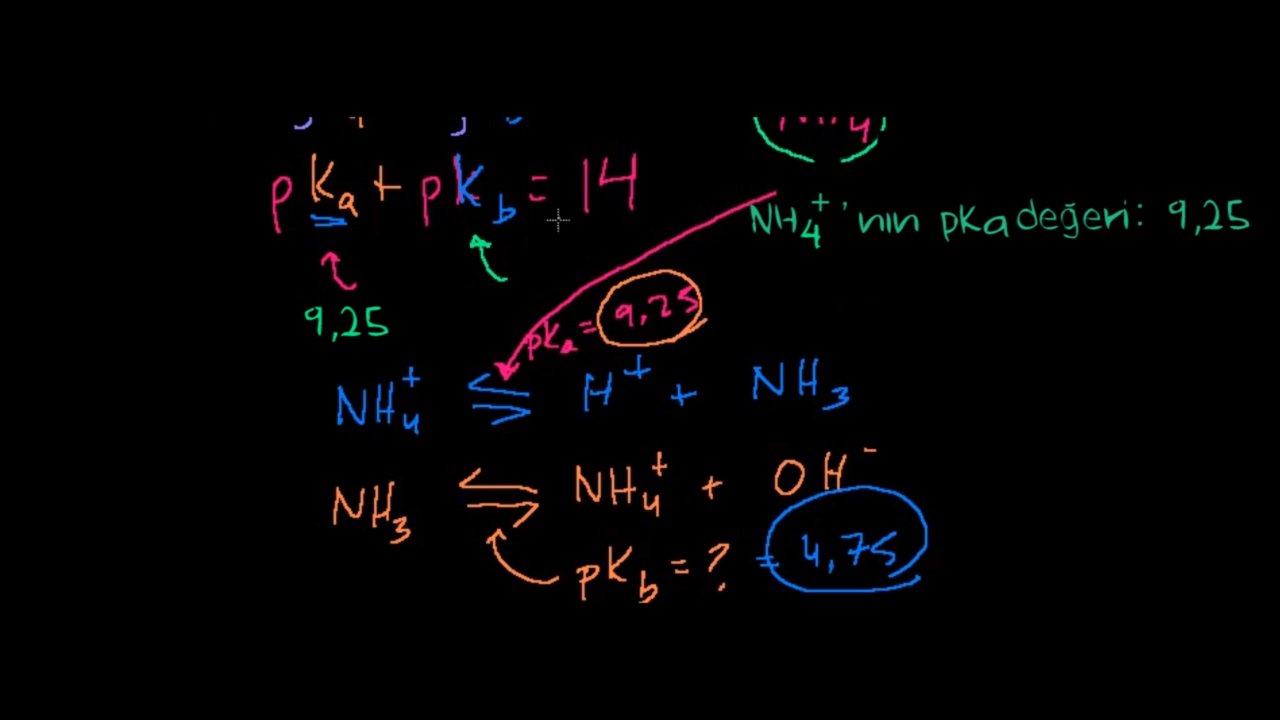 NH4
pKa + pKb = 14
NH4+'nın pKa değeri: 9,25
9,25
pKa = 9,25
NH4+ ⇌ H+ + NH3
NH3 ⇌ NH4+ + OH-
pKb = ? = 4,75